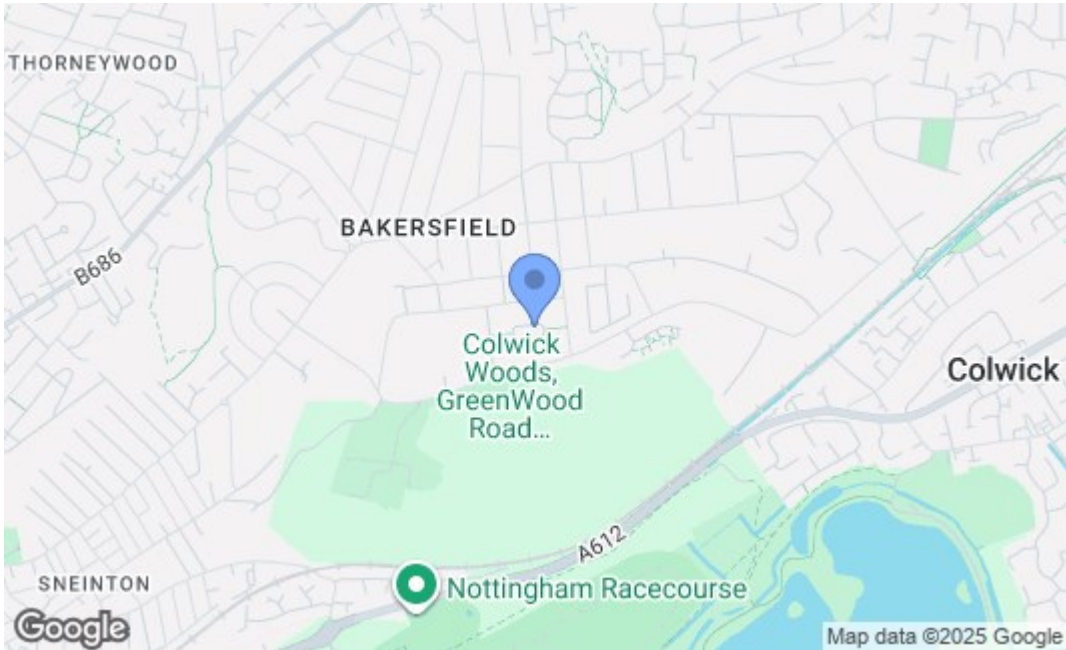 THORNEYWOOD
BAKERSFIELD
B686
Colwick
Woods,
GreenWood
Road...
Colwick
A612
SNEINTON
Nottingham Racecourse
Google
Map data ©2025 Google